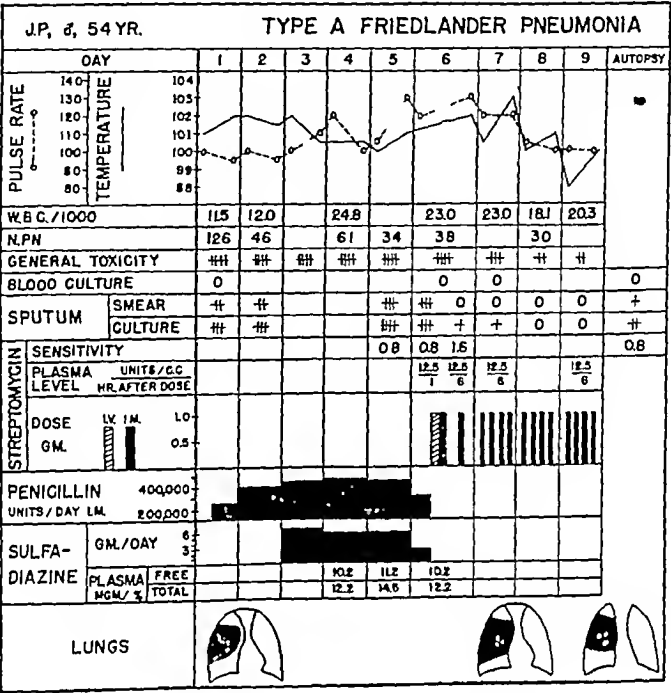 J.P., ♂, 54 YR. TYPE A FRIEDLANDER PNEUMONIA
OAY 1 2 3 4 5 6 7 8 9 AUTOPSY
PULSE RATE 140 130 120 110 100 90 80
TEMPERATURE 104 103 102 101 100 99 98
W.B.C./1000 11.5 12.0 24.8 23.0 23.0 18.1 20.3
N.PN 126 46 61 34 38 30
GENERAL TOXICITY
BLOOD CULTURE 0 0 0 0
SPUTUM SMEAR 0 0 0 0 +
CULTURE + + 0 0
STREPTOMYCIN SENSITIVITY 0.8 0.8 1.6 0.8
PLASMA LEVEL UNITS/C.C 12.5 12.5 12.5 12.5
HR. AFTER DOSE 1 6 6 6
DOSE GM. I.V. I.M. 1.0
0.5
PENICILLIN 400,000
UNITS/DAY I.M. 200,000
SULFA- GM./DAY 6
3
DIAZINE PLASMA MGM/% FREE 10.2 11.2 10.2
TOTAL 12.2 14.5 12.2
LUNGS